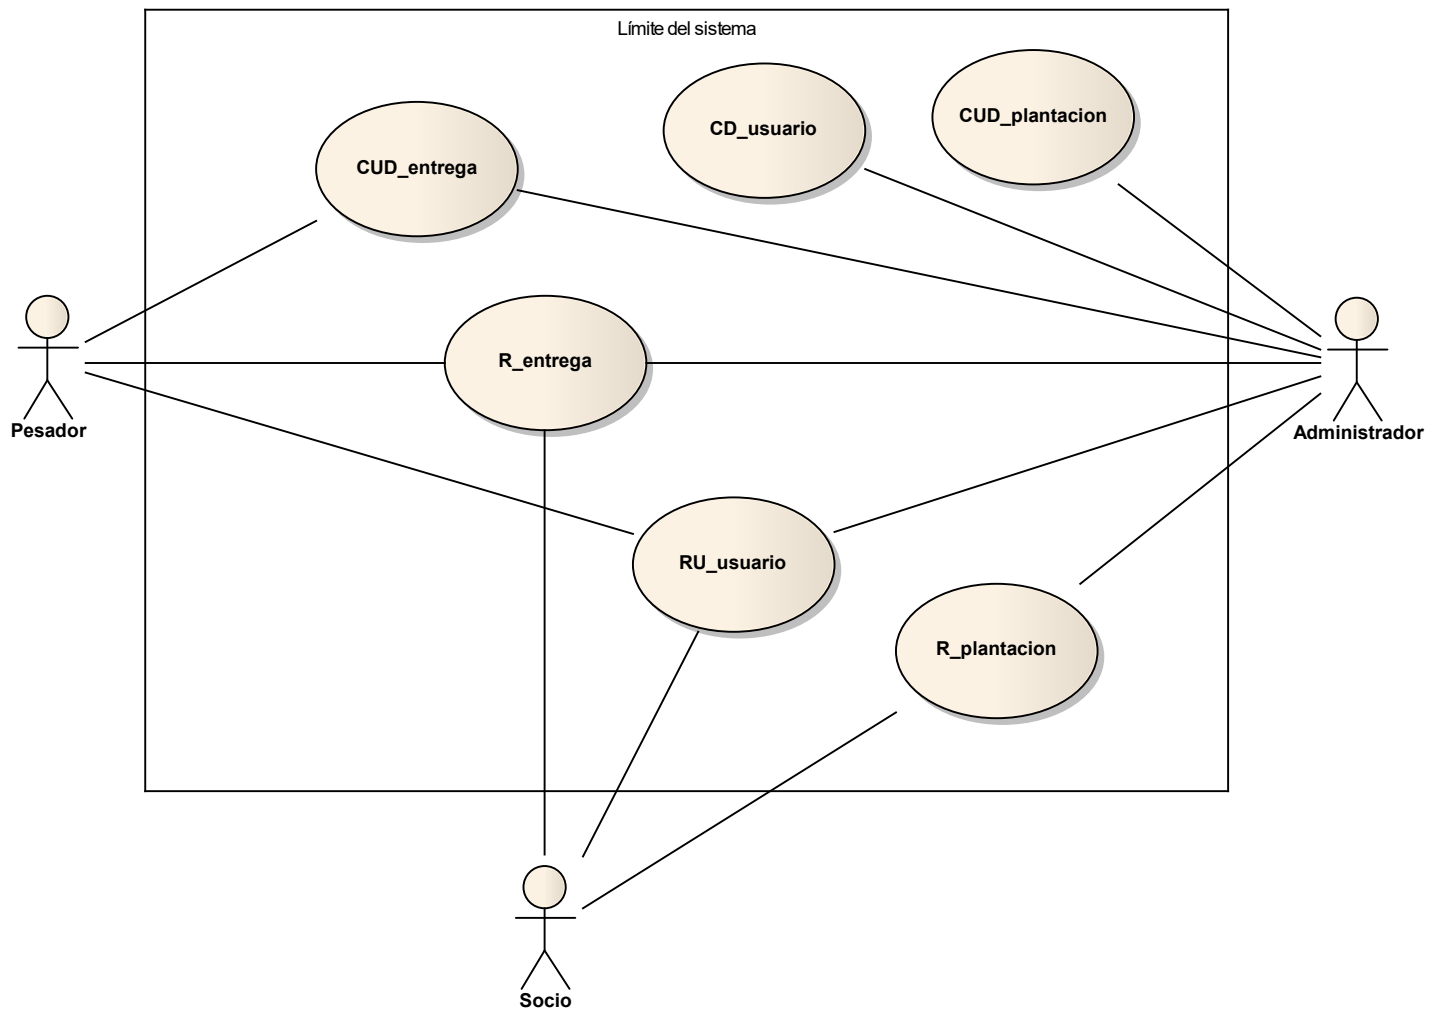 Límite del sistema
CUD_entrega
CD_usuario
CUD_plantacion
R_entrega
Pesador
Administrador
RU_usuario
R_plantacion
Socio